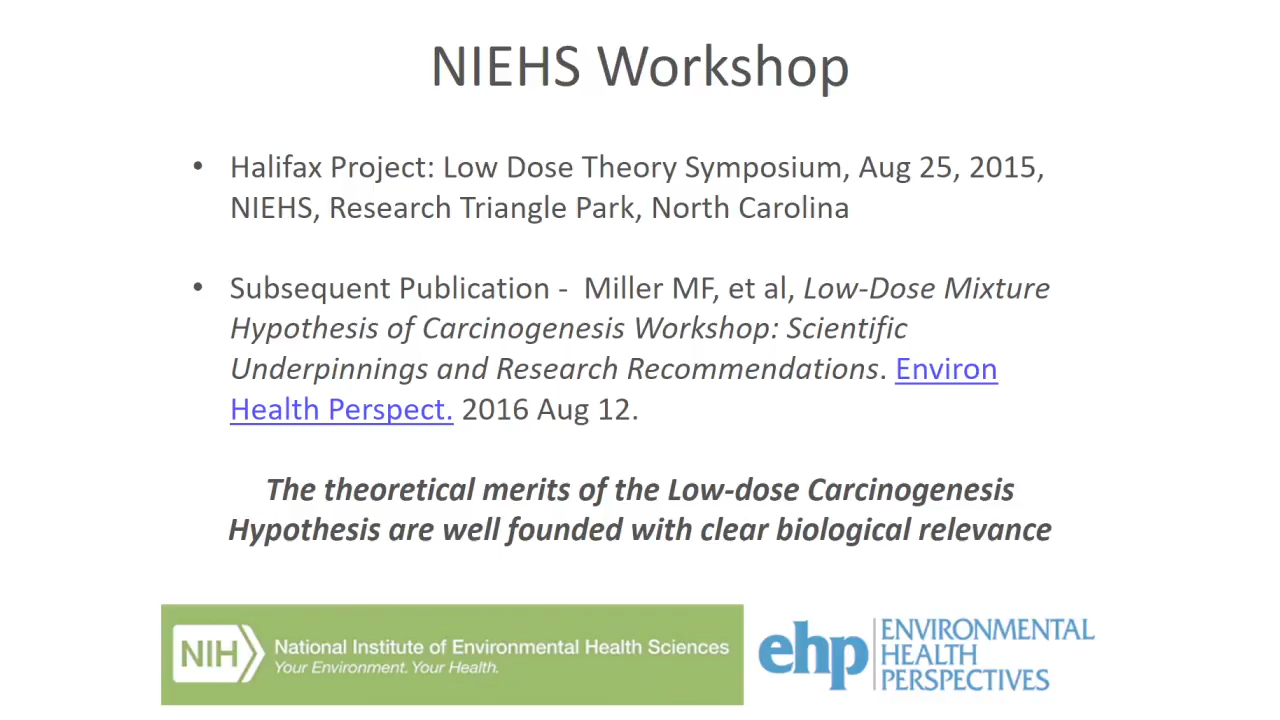 NIEHS Workshop
• Halifax Project: Low Dose Theory Symposium, Aug 25, 2015,
NIEHS, Research Triangle Park, North Carolina
• Subsequent Publication -  Miller MF, et al, Low-Dose Mixture
Hypothesis of Carcinogenesis Workshop: Scientific
Underpinnings and Research Recommendations. Environ
Health Perspect. 2016 Aug 12.
The theoretical merits of the Low-dose Carcinogenesis
Hypothesis are well founded with clear biological relevance
NIH
National Institute of Environmental Health Sciences
Your Environment. Your Health.
ehp
ENVIRONMENTAL
HEALTH
PERSPECTIVES